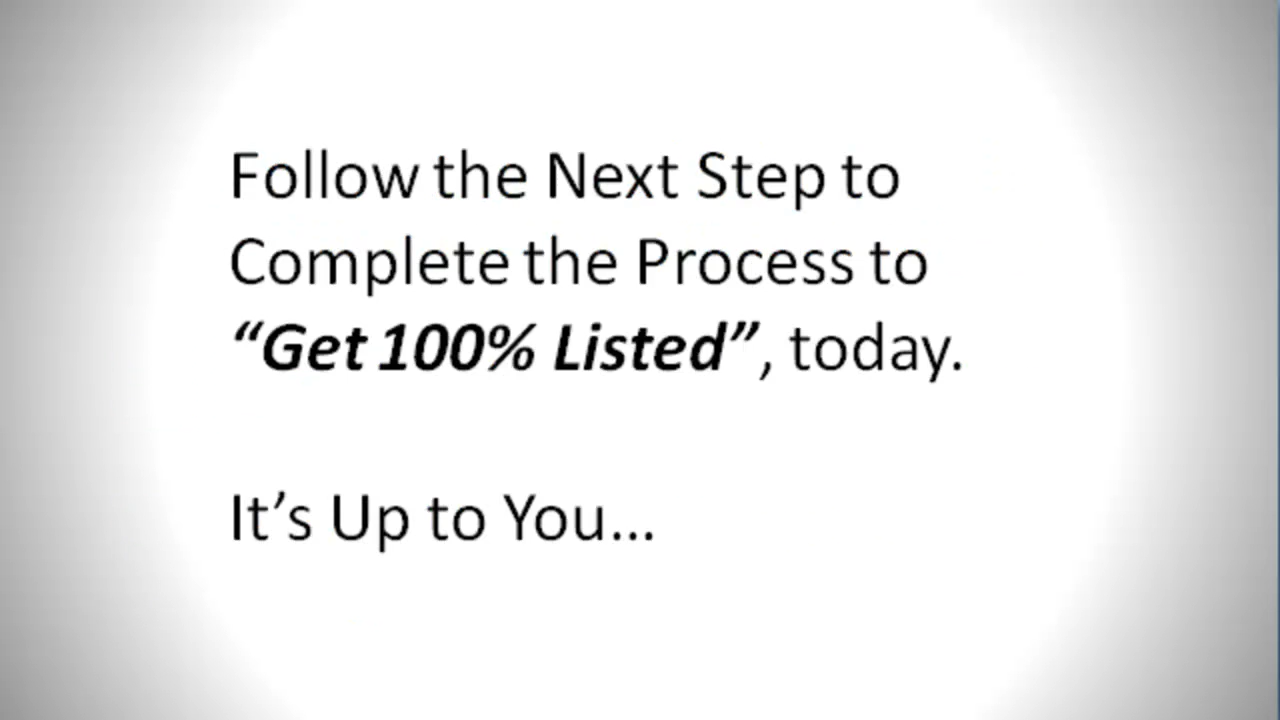 Follow the Next Step to
Complete the Process to
“Get 100% Listed”, today.
It’s Up to You...